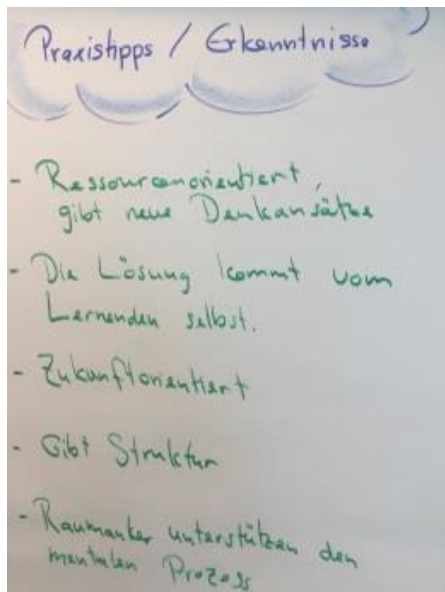 Praxistipps / Erkenntnisse
- Ressourcenorientiert,
gibt neue Denkansätze
- Die Lösung kommt vom
Lernenden selbst.
- Zukunftorientiert
- Gibt Struktur
- Raumanker unterstützen den
mentalen Prozess